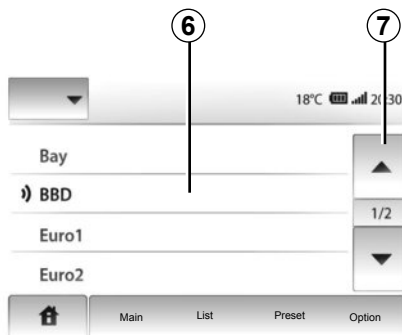 6 7
18°C 20:30
Bay
BBD
1/2
Euro1
Euro2
Main List Preset Option